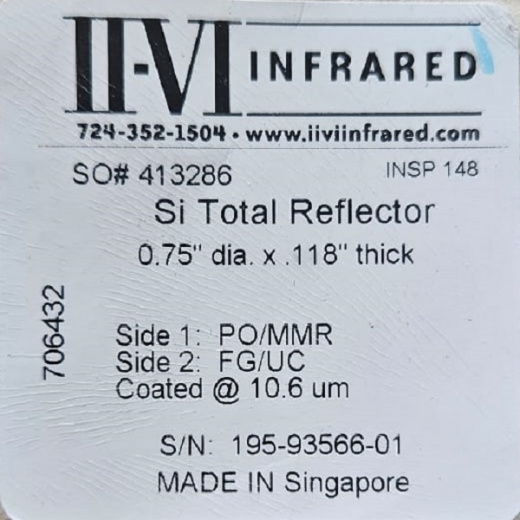 II-VI INFRARED
724-352-1504 • www.iiviinfrared.com
SO# 413286 INSP 148
Si Total Reflector
0.75" dia. x .118" thick
706432
Side 1: PO/MMR
Side 2: FG/UC
Coated @ 10.6 um
S/N: 195-93566-01
MADE IN Singapore